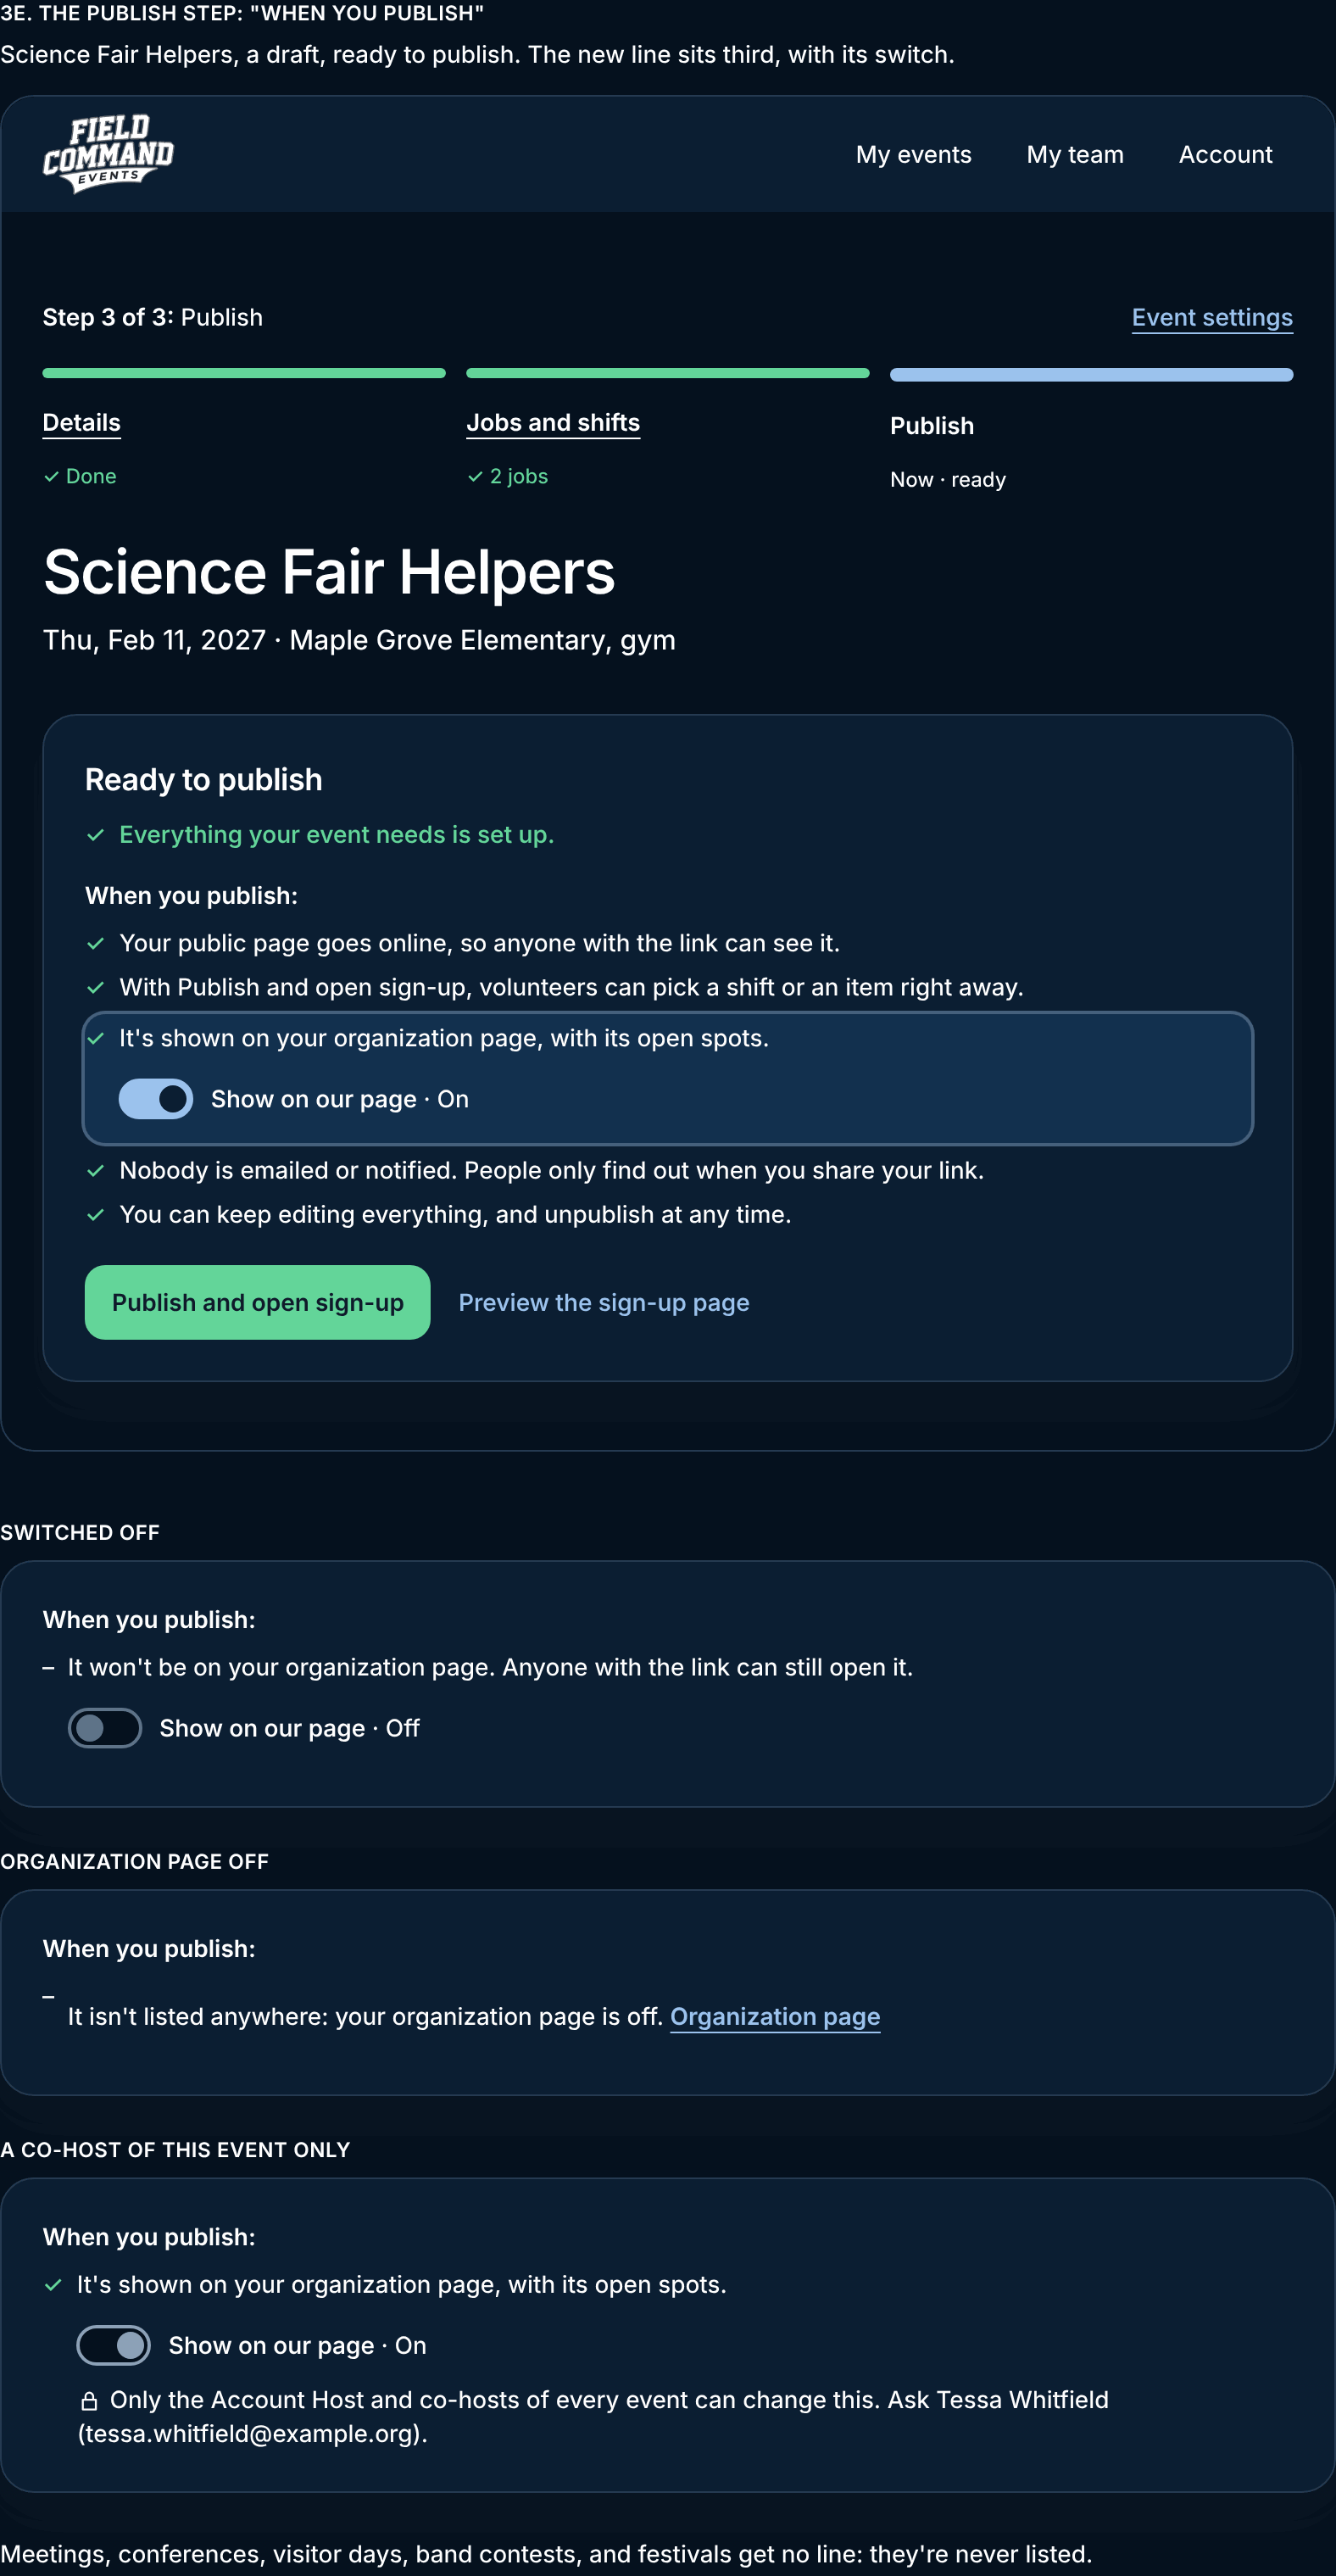 3E. THE PUBLISH STEP: "WHEN YOU PUBLISH"
Science Fair Helpers, a draft, ready to publish. The new line sits third, with its switch.
FIELD
COMMAND
EVENTS
My events
My team
Account
Step 3 of 3: Publish
Event settings
Details
Jobs and shifts
Publish
✓ Done
✓ 2 jobs
Now · ready
Science Fair Helpers
Thu, Feb 11, 2027 · Maple Grove Elementary, gym
Ready to publish
✓ Everything your event needs is set up.
When you publish:
✓ Your public page goes online, so anyone with the link can see it.
✓ With Publish and open sign-up, volunteers can pick a shift or an item right away.
✓ It's shown on your organization page, with its open spots.
Show on our page · On
✓ Nobody is emailed or notified. People only find out when you share your link.
✓ You can keep editing everything, and unpublish at any time.
Publish and open sign-up
Preview the sign-up page
SWITCHED OFF
When you publish:
– It won't be on your organization page. Anyone with the link can still open it.
Show on our page · Off
ORGANIZATION PAGE OFF
When you publish:
– It isn't listed anywhere: your organization page is off. Organization page
A CO-HOST OF THIS EVENT ONLY
When you publish:
✓ It's shown on your organization page, with its open spots.
Show on our page · On
Only the Account Host and co-hosts of every event can change this. Ask Tessa Whitfield
(tessa.whitfield@example.org).
Meetings, conferences, visitor days, band contests, and festivals get no line: they're never listed.